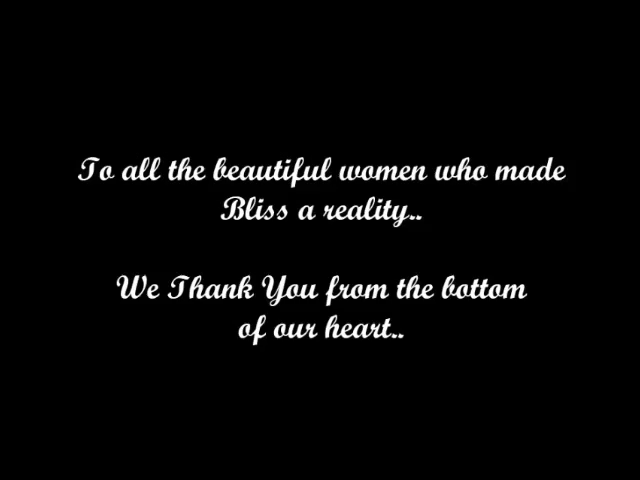 To all the beautiful women who made
Bliss a reality..
We Thank You from the bottom
of our heart..